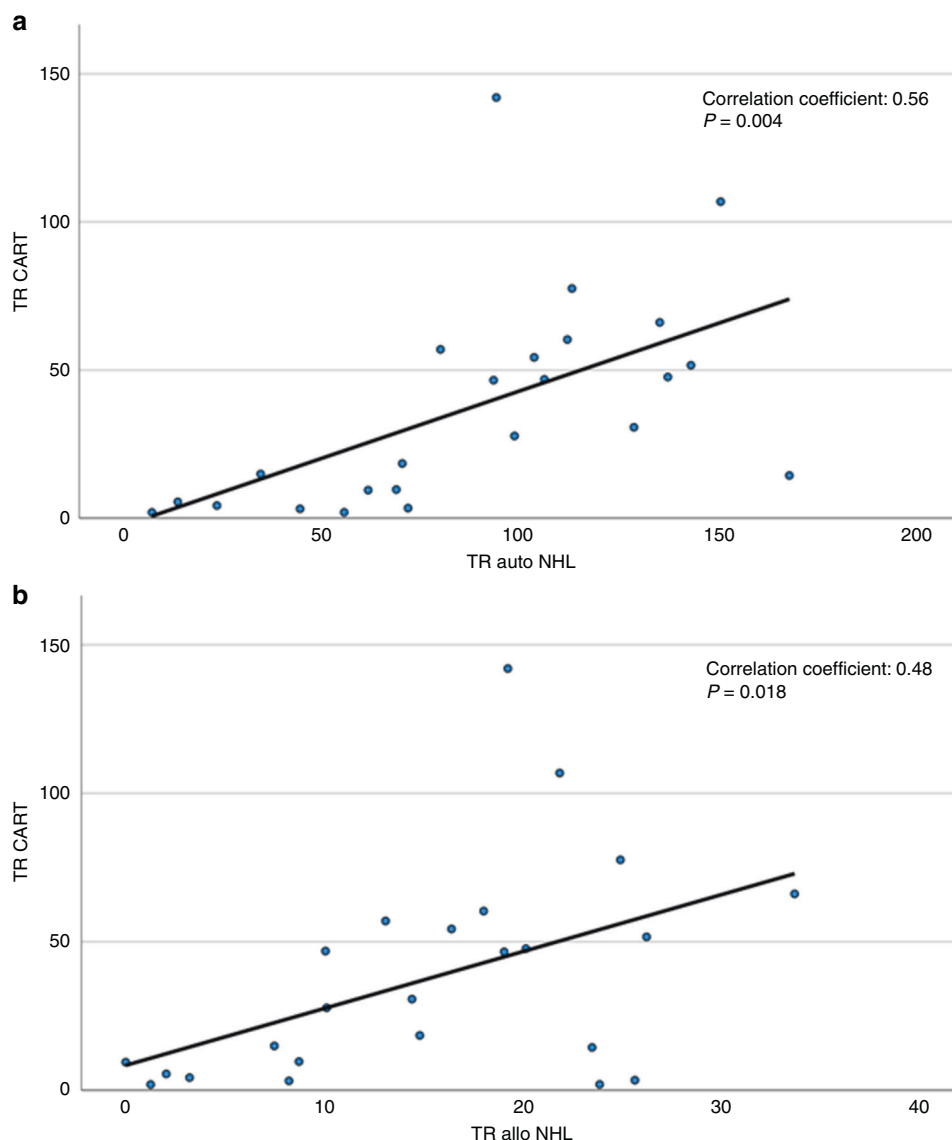 a
150
100
50
0
TR CART
Correlation coefficient: 0.56
P = 0.004
0 50 100 150 200
TR auto NHL
b
150
100
50
0
TR CART
Correlation coefficient: 0.48
P = 0.018
0 10 20 30 40
TR allo NHL